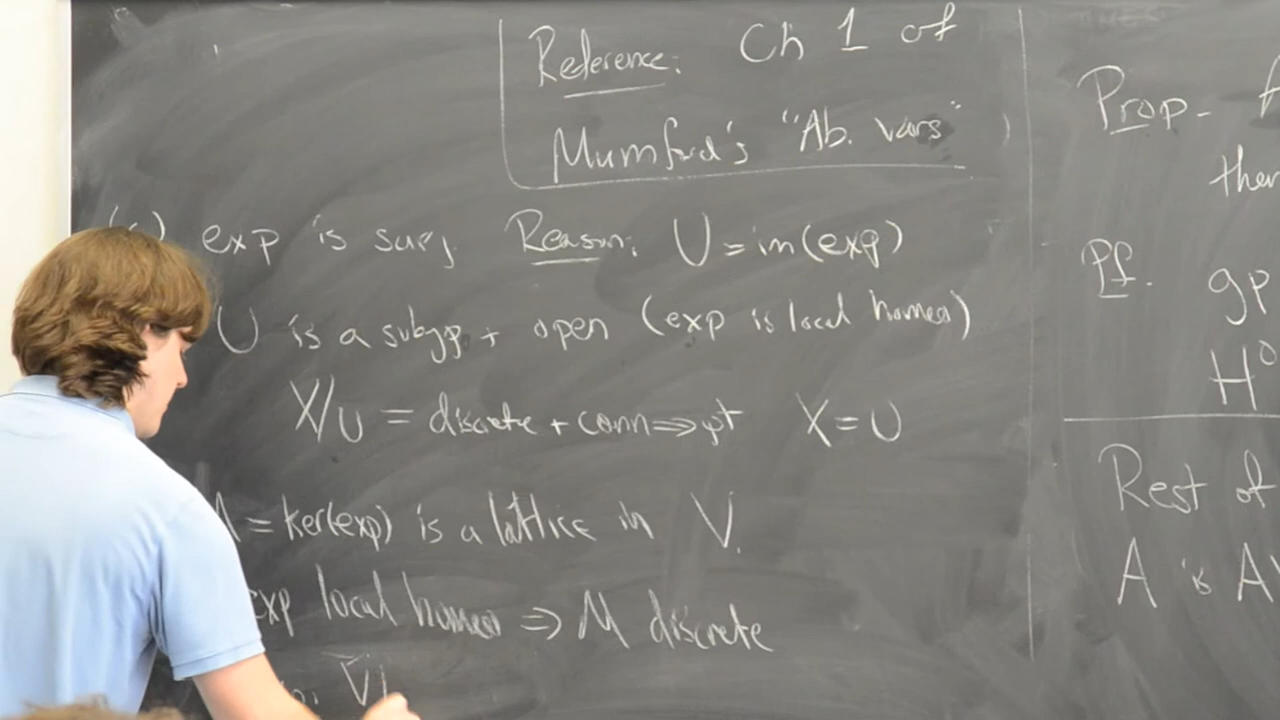 Reference: Ch 1 of
Mumford's "Ab. vars"
exp is surj. Reason: U = im(exp)
U is a subgp + open (exp is local homeo)
X/U = discrete + conn ⇒ pt X = U
= ker(exp) is a lattice in V.
exp local homeo ⇒ M discrete
V/
Prop.
then
Pf. gp
H⁰
Rest of
A is AV